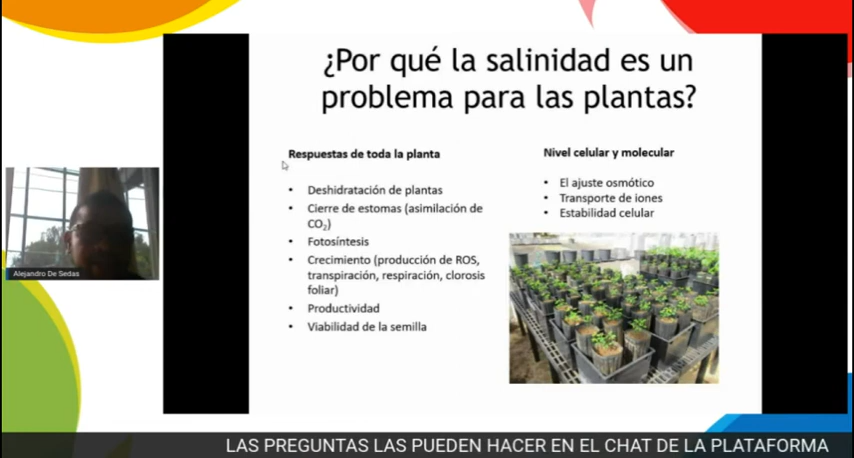 ¿Por qué la salinidad es un
problema para las plantas?
Respuestas de toda la planta
• Deshidratación de plantas
• Cierre de estomas (asimilación de
CO₂)
• Fotosíntesis
• Crecimiento (producción de ROS,
transpiración, respiración, clorosis
foliar)
• Productividad
• Viabilidad de la semilla
Nivel celular y molecular
• El ajuste osmótico
• Transporte de iones
• Estabilidad celular
Alejandro De Sedas
LAS PREGUNTAS LAS PUEDEN HACER EN EL CHAT DE LA PLATAFORMA